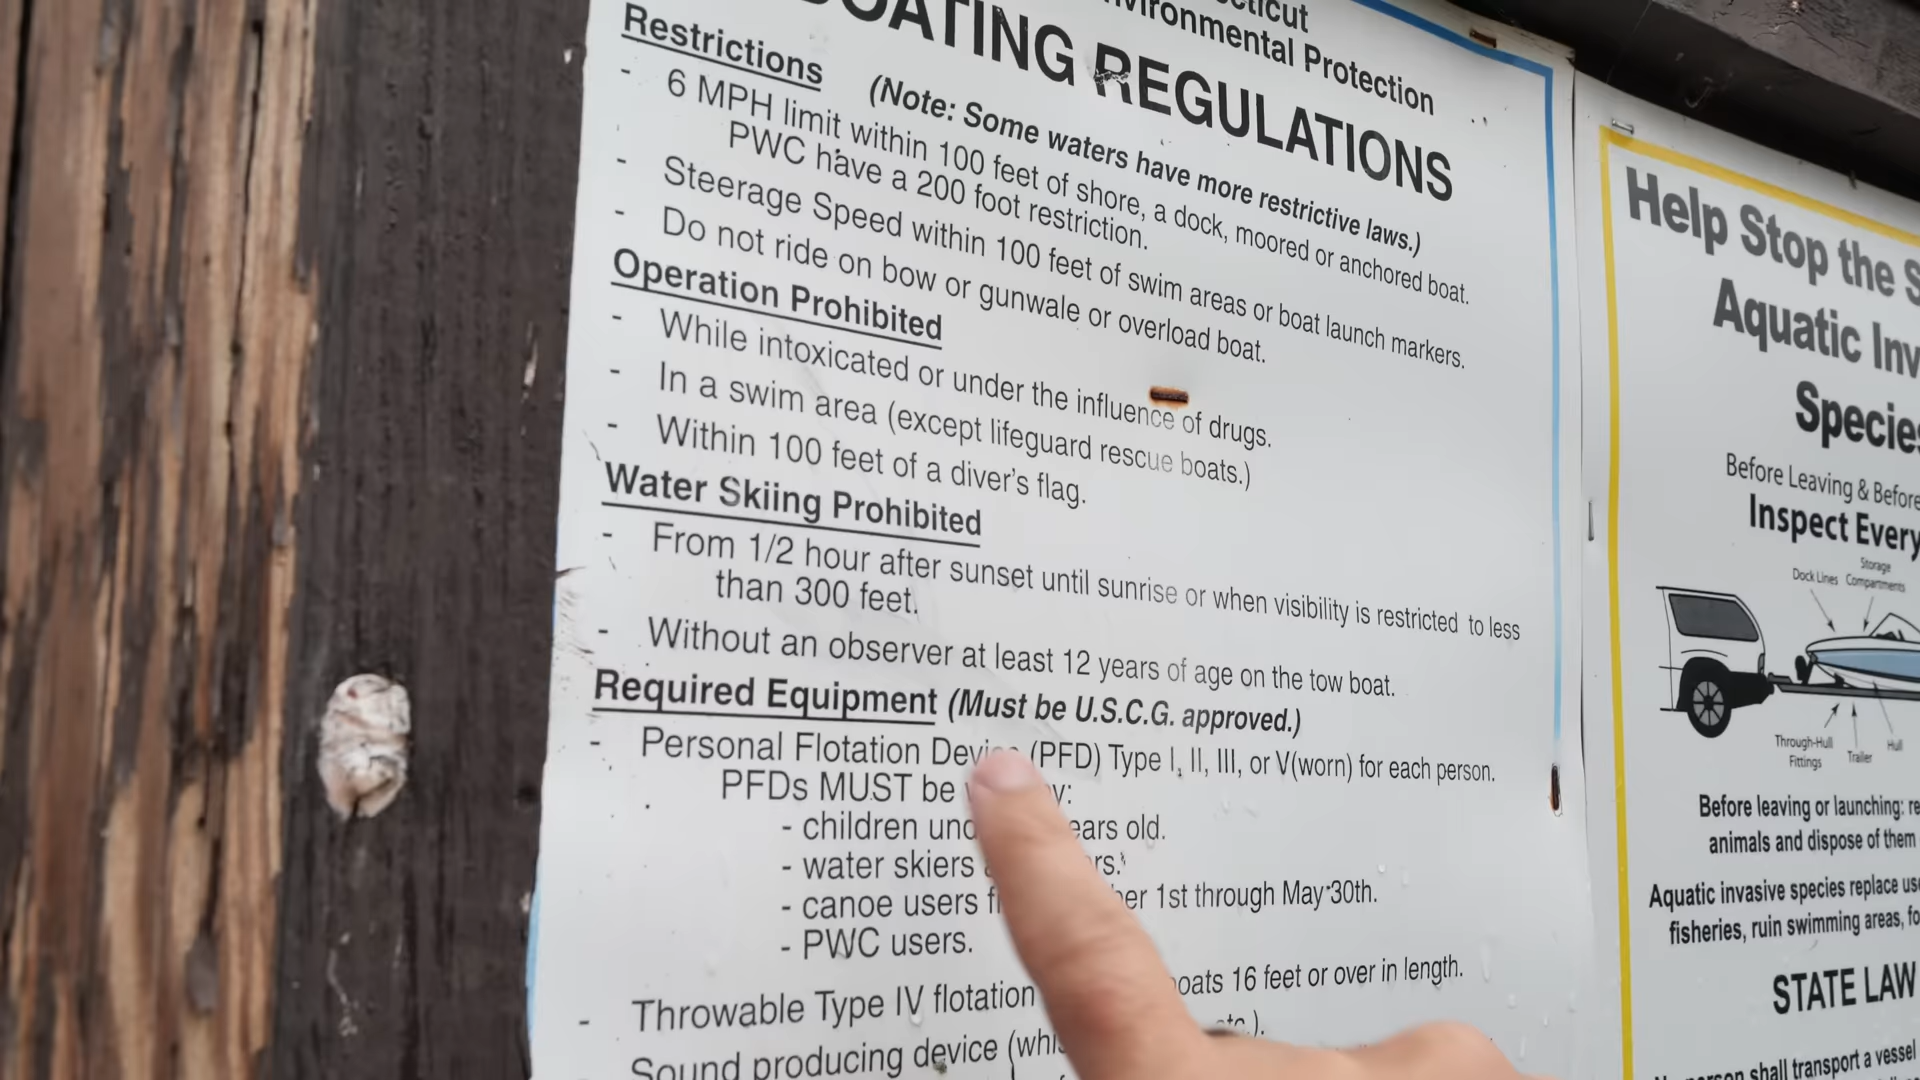 Environmental Protection
BOATING REGULATIONS
Restrictions (Note: Some waters have more restrictive laws.)
- 6 MPH limit within 100 feet of shore, a dock, moored or anchored boat.
PWC have a 200 foot restriction.
- Steerage Speed within 100 feet of swim areas or boat launch markers.
- Do not ride on bow or gunwale or overload boat.
Operation Prohibited
- While intoxicated or under the influence of drugs.
- In a swim area (except lifeguard rescue boats.)
- Within 100 feet of a diver's flag.
Water Skiing Prohibited
- From 1/2 hour after sunset until sunrise or when visibility is restricted to less
than 300 feet.
- Without an observer at least 12 years of age on the tow boat.
Required Equipment (Must be U.S.C.G. approved.)
- Personal Flotation Device (PFD) Type I, II, III, or V(worn) for each person.
PFDs MUST be
- children old.
- water skiers
- canoe users 1st through May 30th.
- PWC users.
- Throwable Type IV flotation boats 16 feet or over in length.
- Sound producing device etc.).
Help Stop the
Aquatic
Species
Before Leaving & Before
Inspect Every
Dock Lines
Storage
Compartments
Through-Hull
Fittings
Trailer
Hull
Before leaving or launching:
animals and dispose of them
Aquatic invasive species replace
fisheries, ruin swimming areas,
STATE LAW
person shall transport a vessel